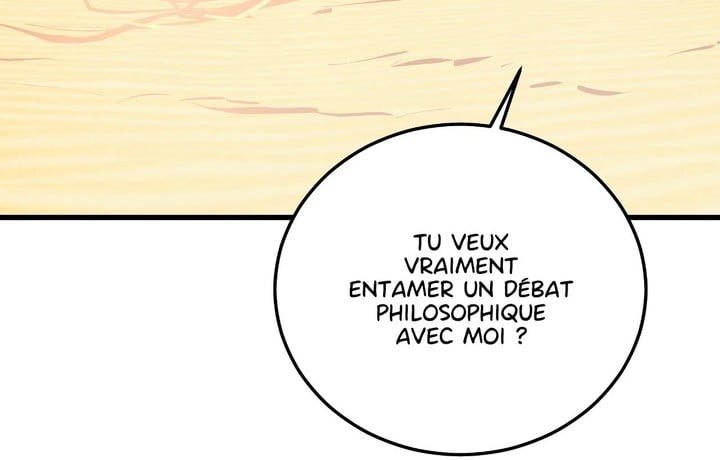 TU VEUX
VRAIMENT
ENTAMER UN DÉBAT
PHILOSOPHIQUE
AVEC MOI ?